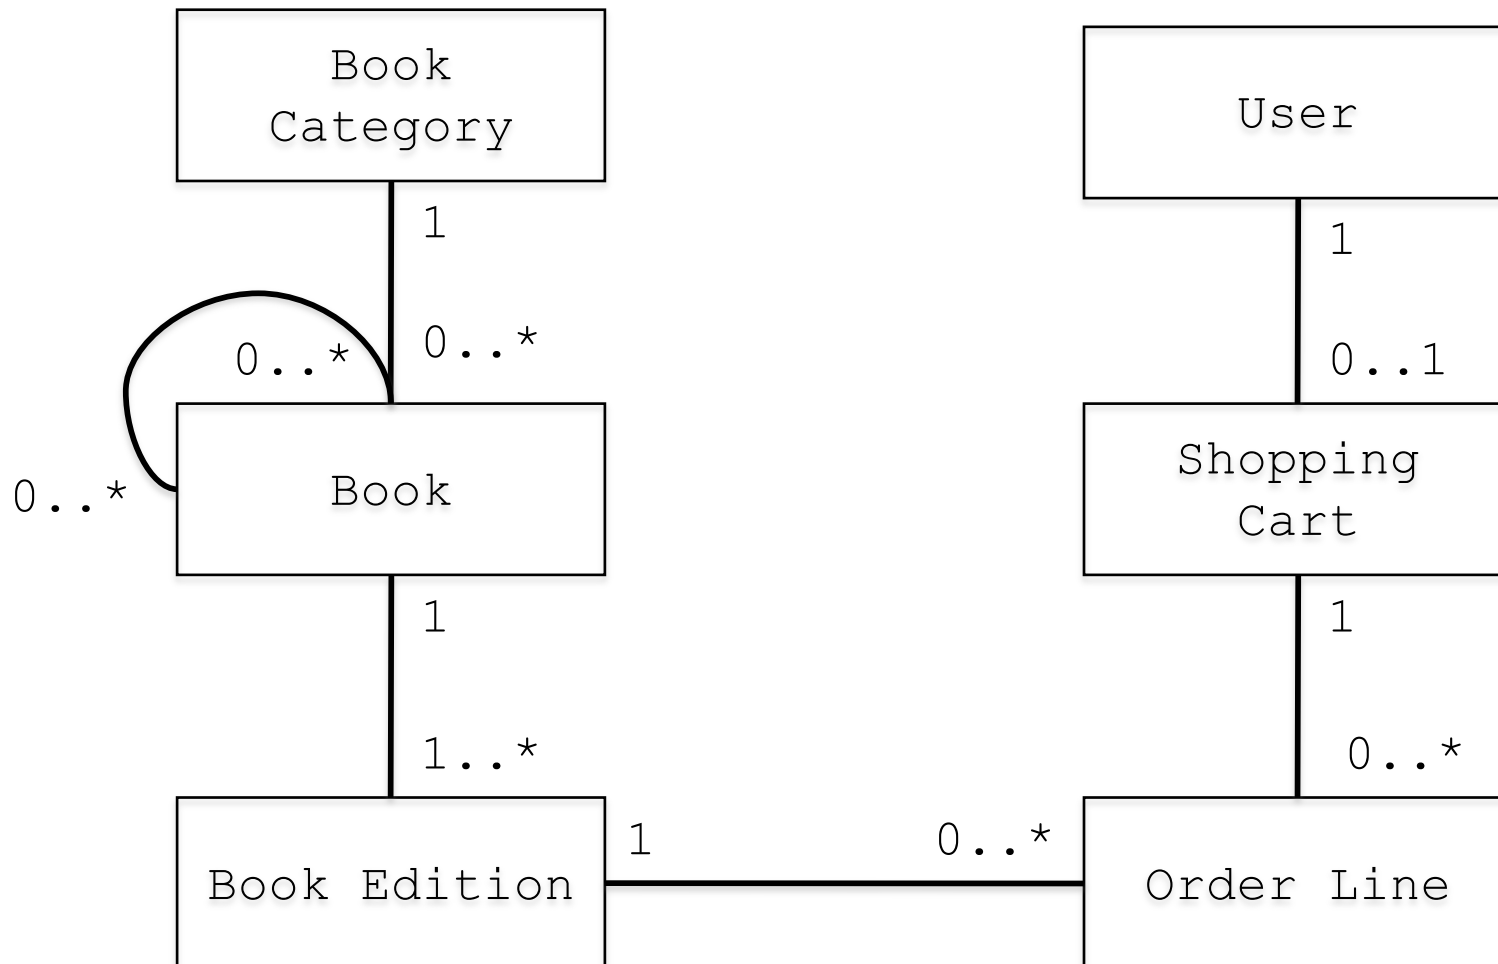 Book
Category
User
1
1
0..*
0..*
0..1
0..*
Book
Shopping
Cart
1
1
1..*
0..*
1
0..*
Book Edition
Order Line